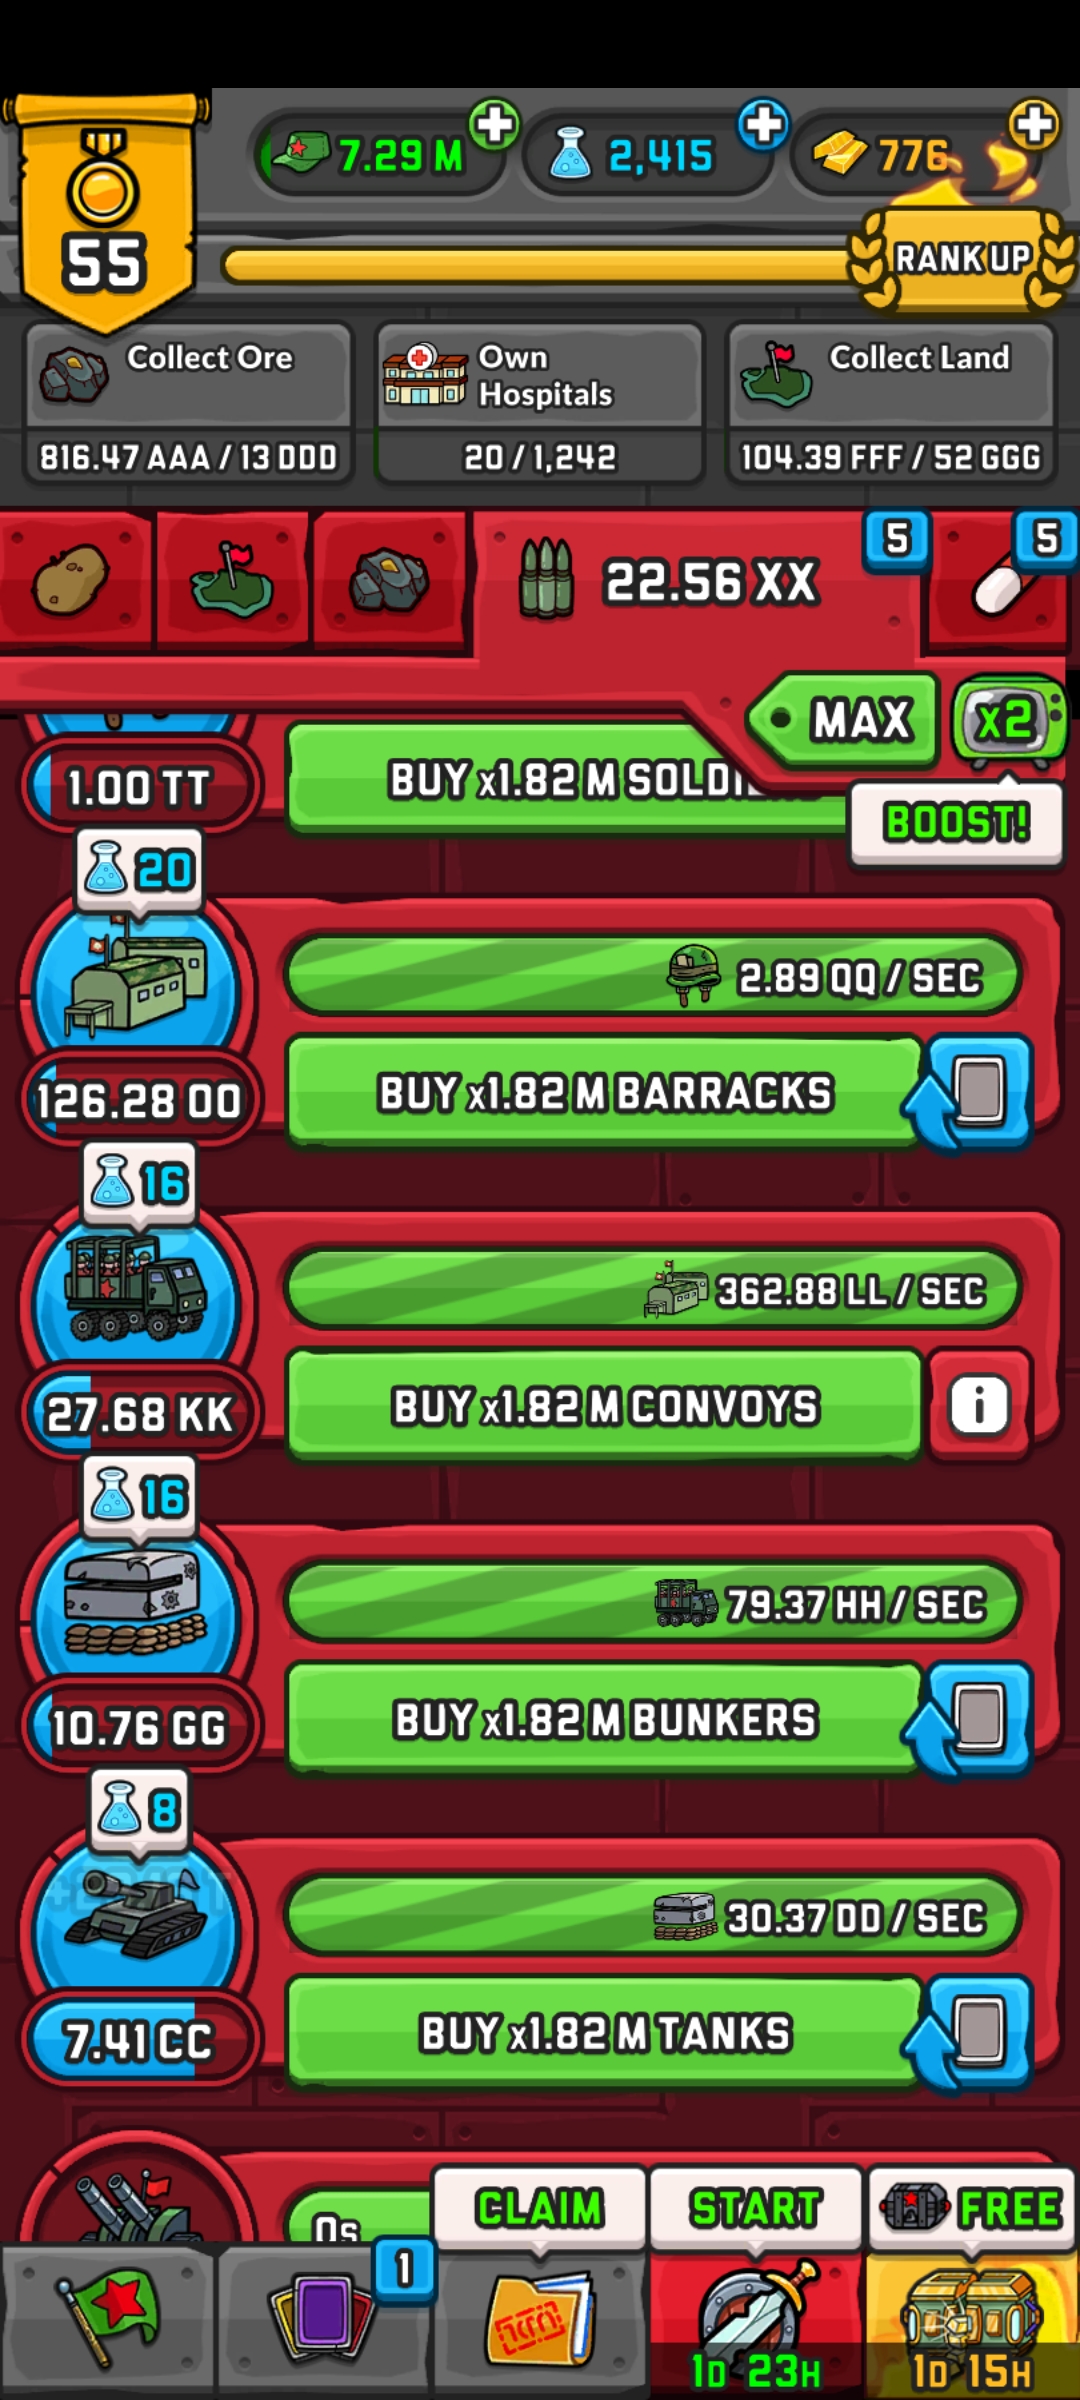 7.29 M
2,415
776
55
RANK UP
Collect Ore
816.47 AAA / 13 DDD
Own
Hospitals
20 / 1,242
Collect Land
104.39 FFF / 52 GGG
22.56 XX
5
5
MAX
x2
BOOST!
1.00 TT
BUY x1.82 M
20
2.89 QQ / SEC
126.28 OO
BUY x1.82 M BARRACKS
16
362.88 LL / SEC
27.68 KK
BUY x1.82 M CONVOYS
i
16
79.37 HH / SEC
10.76 GG
BUY x1.82 M BUNKERS
8
30.37 DD / SEC
7.41 CC
BUY x1.82 M TANKS
0s
CLAIM
START
FREE
1
1D 23H
1D 15H